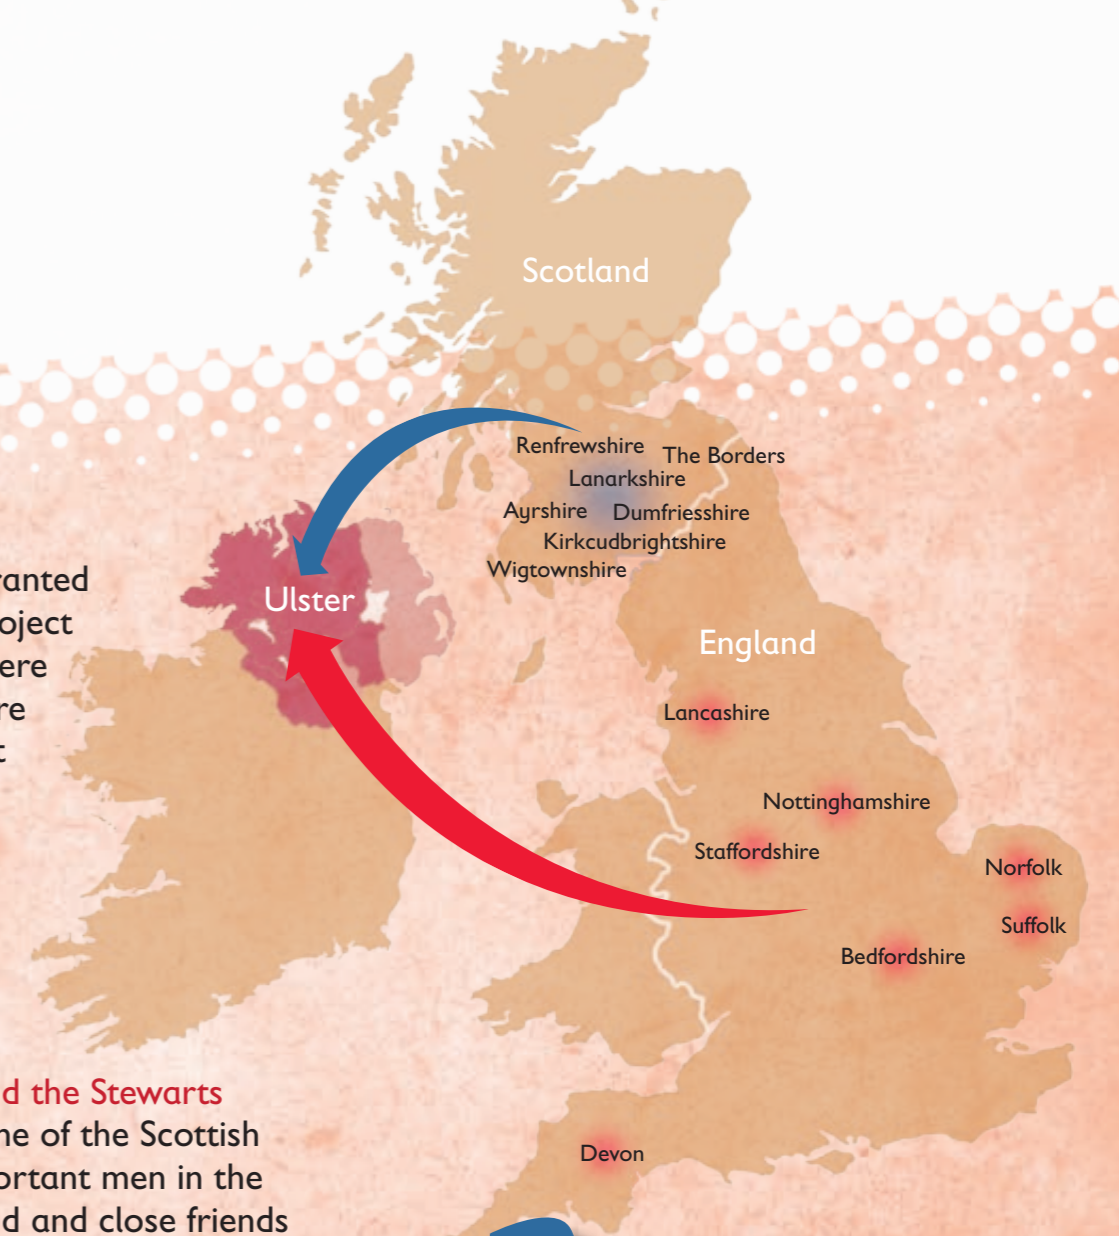 Scotland
Renfrewshire
The Borders
Lanarkshire
Ayrshire
Dumfriesshire
Kirkcudbrightshire
Wigtownshire
Ulster
England
Lancashire
Nottinghamshire
Staffordshire
Norfolk
Suffolk
Bedfordshire
Devon
ranted
oject
ere
re
t
d the Stewarts
ne of the Scottish
ortant men in the
d and close friends